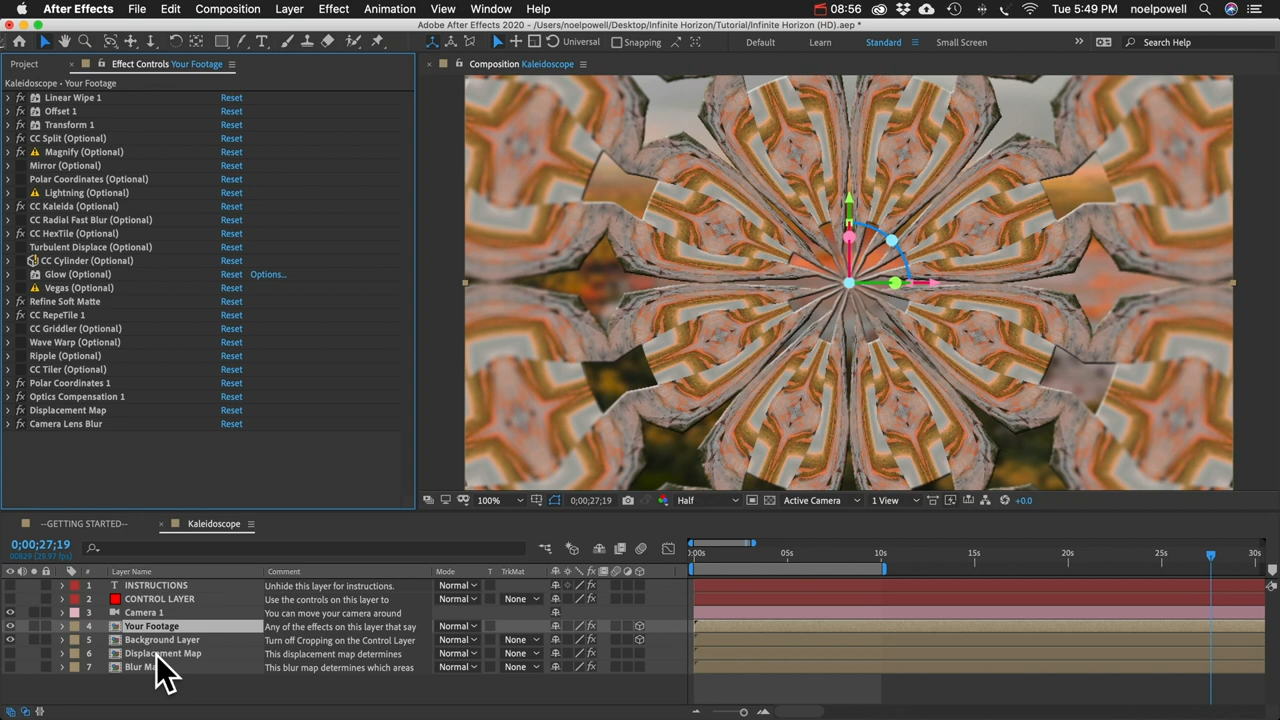 After Effects File Edit Composition Layer Effect Animation View Window Help 08:56 Tue 5:49 PM noelpowell
Adobe After Effects 2020 - /Users/noelpowell/Desktop/Infinite Horizon/Tutorial/Infinite Horizon (HD).aep *
Universal Snapping Default Learn Standard Small Screen Search Help
Project Effect Controls Your Footage Composition Kaleidoscope
Kaleidoscope • Your Footage
Linear Wipe 1 Reset
Offset 1 Reset
Transform 1 Reset
CC Split (Optional) Reset
Magnify (Optional) Reset
Mirror (Optional) Reset
Polar Coordinates (Optional) Reset
Lightning (Optional) Reset
CC Kaleida (Optional) Reset
CC Radial Fast Blur (Optional) Reset
CC HexTile (Optional) Reset
Turbulent Displace (Optional) Reset
CC Cylinder (Optional) Reset
Glow (Optional) Reset Options...
Vegas (Optional) Reset
Refine Soft Matte Reset
CC RepeTile 1 Reset
CC Griddler (Optional) Reset
Wave Warp (Optional) Reset
Ripple (Optional) Reset
CC Tiler (Optional) Reset
Polar Coordinates 1 Reset
Optics Compensation 1 Reset
Displacement Map Reset
Camera Lens Blur Reset
100% 0;00;27;19 Half Active Camera 1 View +0.0
--GETTING STARTED-- Kaleidoscope
0;00;27;19
00829 (29.97 fps)
:00s 05s 10s 15s 20s 25s 30s
# Layer Name Comment Mode T TrkMat
1 T INSTRUCTIONS Unhide this layer for instructions. Normal
2 CONTROL LAYER Use the controls on this layer to Normal None
3 Camera 1 You can move your camera around
4 Your Footage Any of the effects on this layer that say Normal
5 Background Layer Turn off Cropping on the Control Layer Normal None
6 Displacement Map This displacement map determines Normal None
7 Blur This blur map determines which areas Normal None